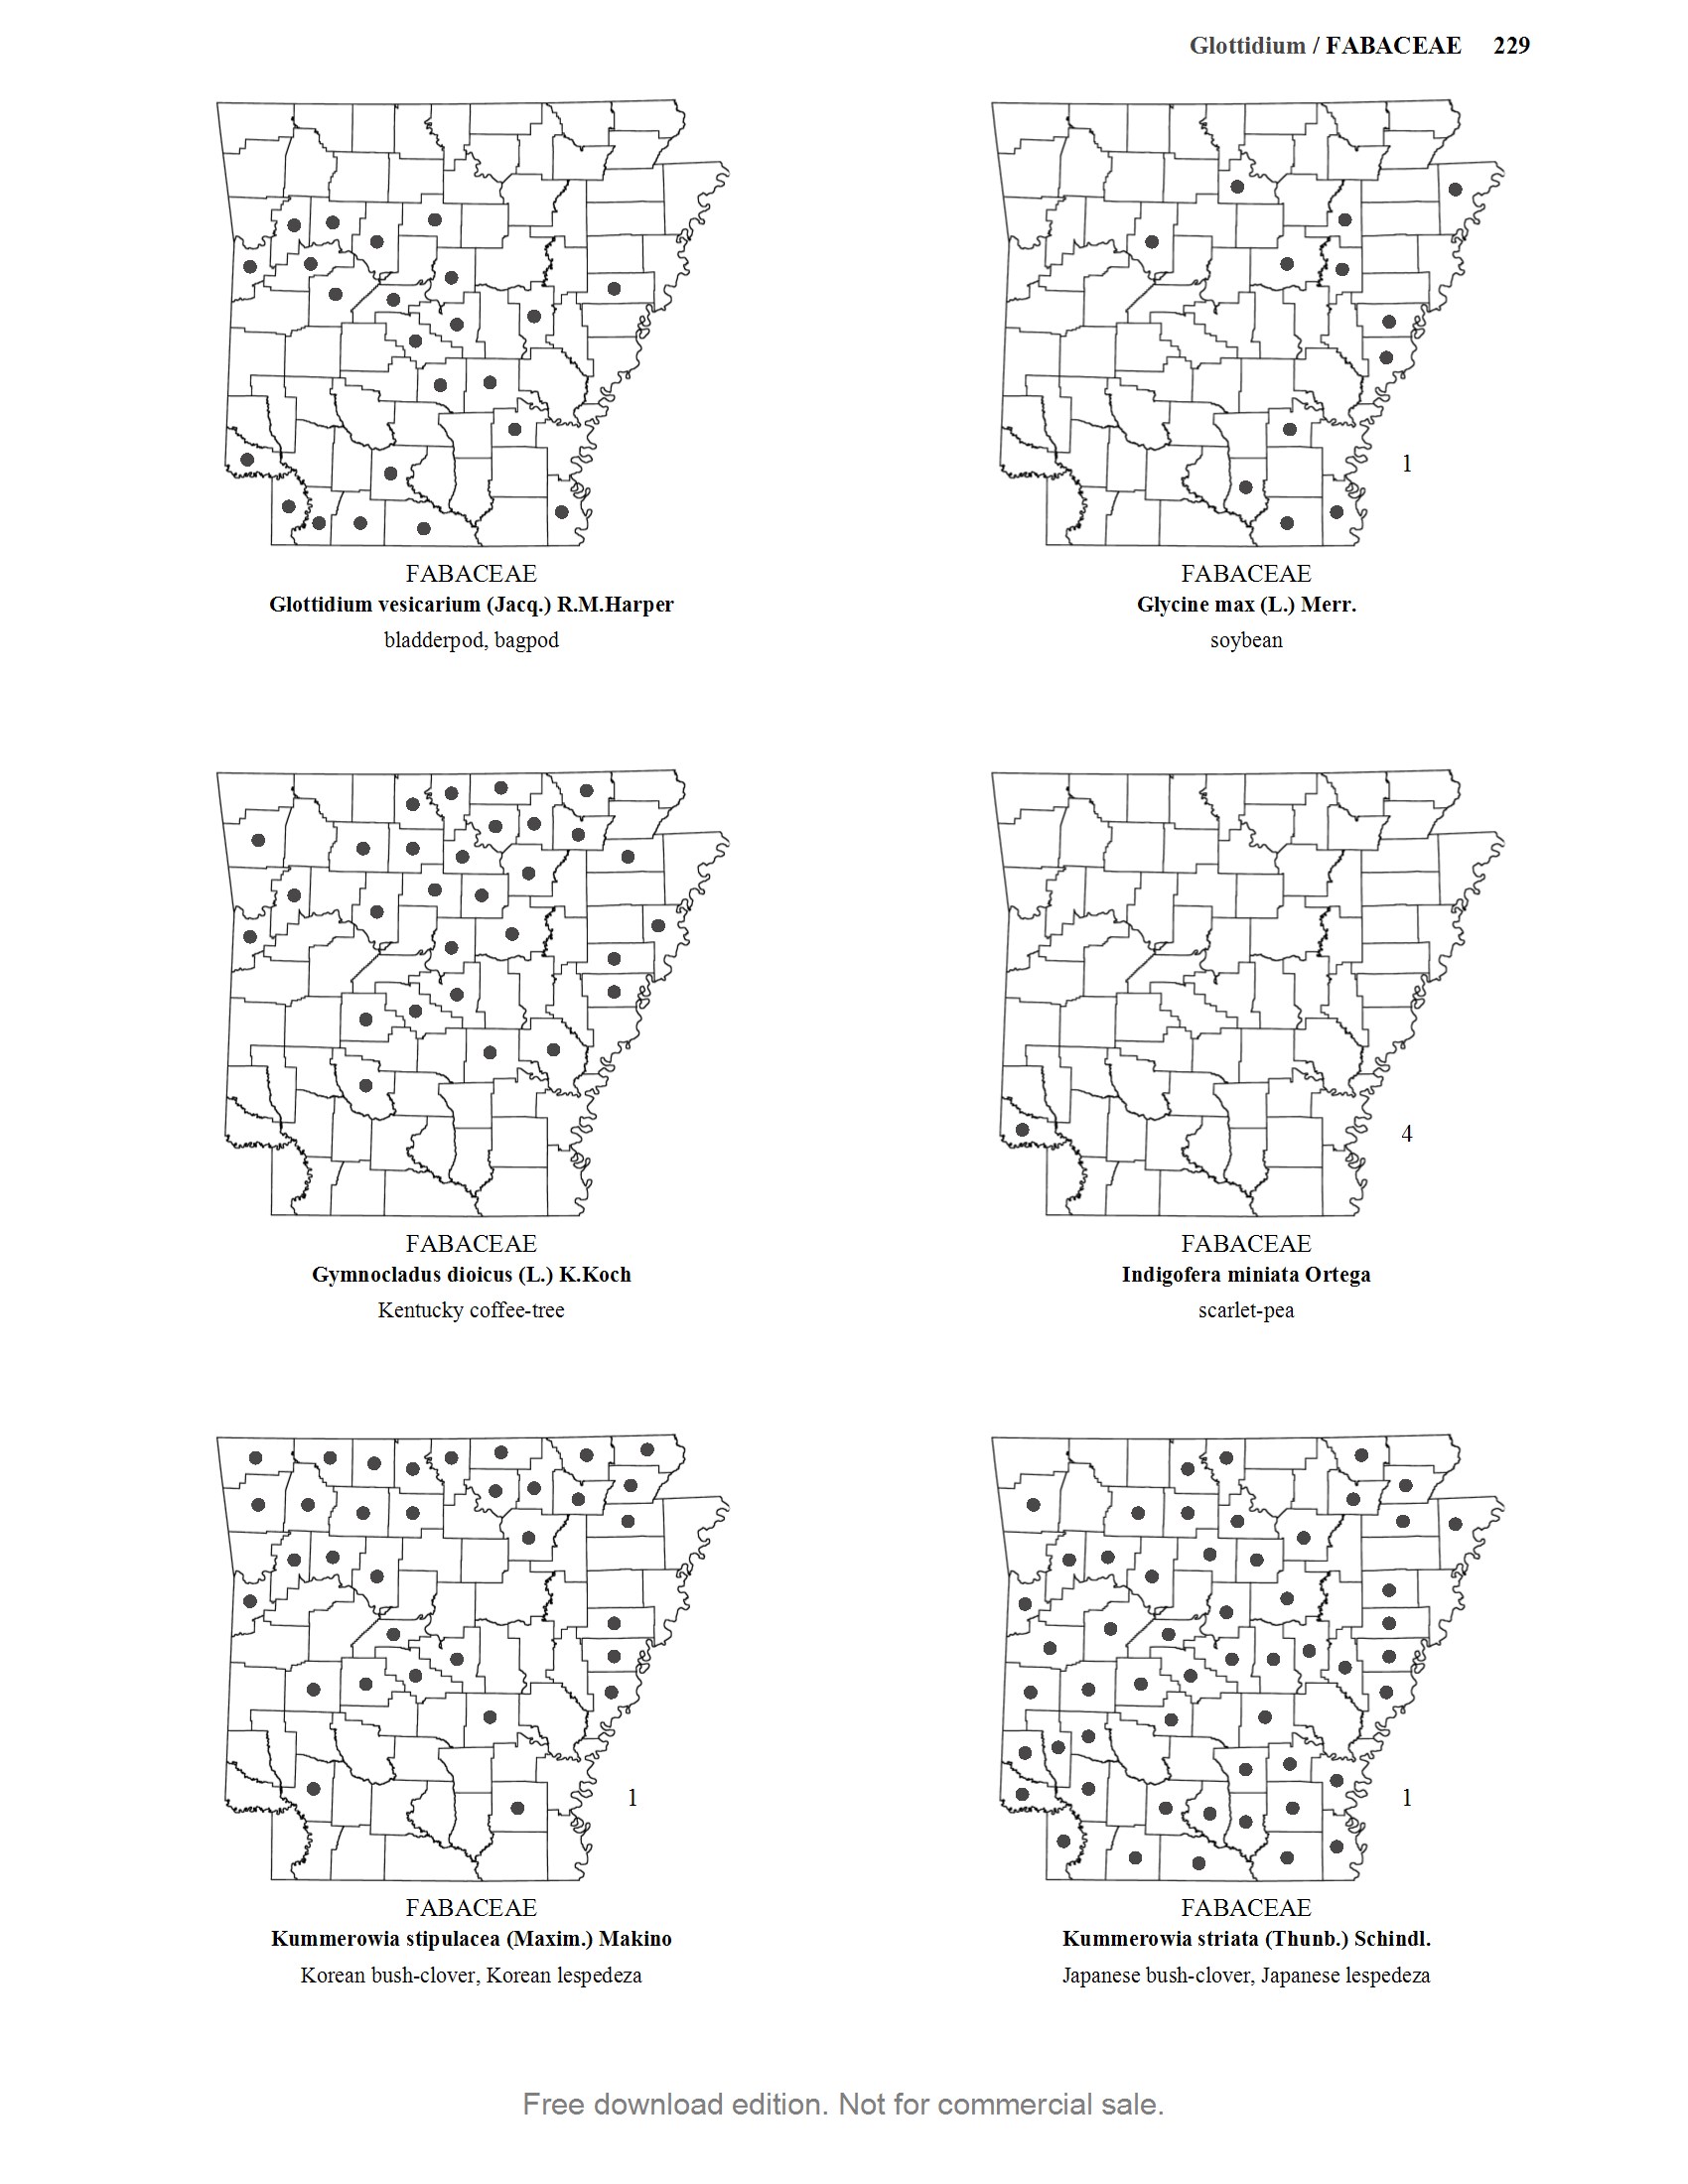 Glottidium / FABACEAE 229
FABACEAE
Glottidium vesicarium (Jacq.) R.M.Harper
bladderpod, bagpod
1
FABACEAE
Glycine max (L.) Merr.
soybean
FABACEAE
Gymnocladus dioicus (L.) K.Koch
Kentucky coffee-tree
4
FABACEAE
Indigofera miniata Ortega
scarlet-pea
1
FABACEAE
Kummerowia stipulacea (Maxim.) Makino
Korean bush-clover, Korean lespedeza
1
FABACEAE
Kummerowia striata (Thunb.) Schindl.
Japanese bush-clover, Japanese lespedeza
Free download edition. Not for commercial sale.